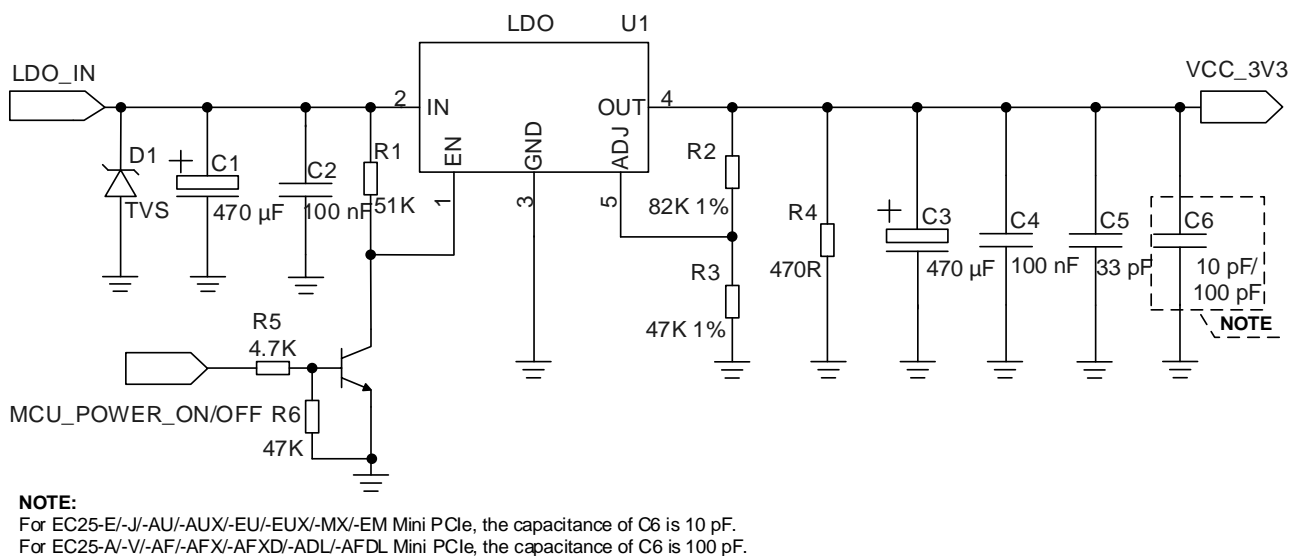 LDO U1
LDO_IN
VCC_3V3
2 IN OUT 4
EN GND ADJ
1 3 5
D1
TVS
C1
470 µF
C2
100 nF
R1
51K
R2
82K 1%
R3
47K 1%
R4
470R
C3
470 µF
C4
100 nF
C5
33 pF
C6
10 pF/
100 pF
NOTE
R5
4.7K
MCU_POWER_ON/OFF R6
47K
NOTE:
For EC25-E/-J/-AU/-AUX/-EU/-EUX/-MX/-EM Mini PCIe, the capacitance of C6 is 10 pF.
For EC25-A/-V/-AF/-AFX/-AFXD/-ADL/-AFDL Mini PCIe, the capacitance of C6 is 100 pF.